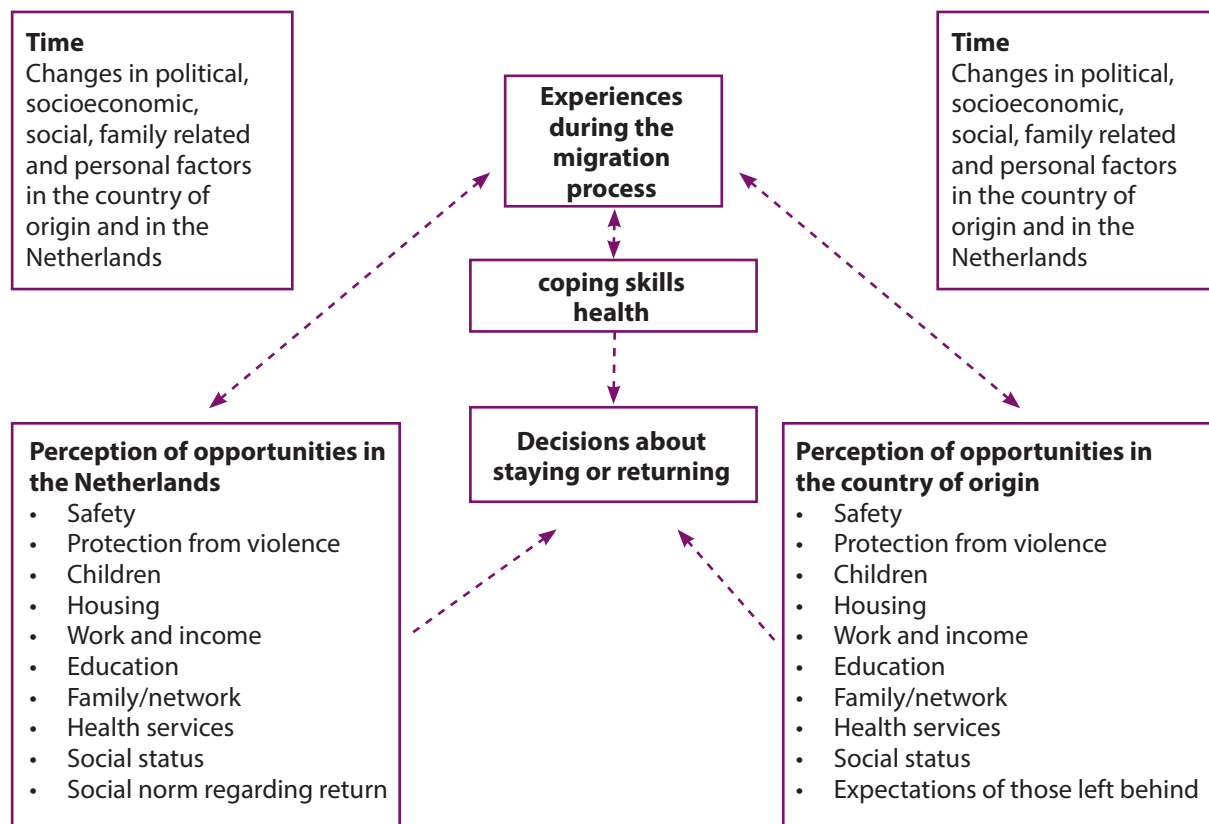 Time
Changes in political,
socioeconomic,
social, family related
and personal factors
in the country of
origin and in the
Netherlands
Experiences
during the
migration
process
Time
Changes in political,
socioeconomic,
social, family related
and personal factors
in the country of
origin and in the
Netherlands
coping skills
health
Decisions about
staying or returning
Perception of opportunities in
the Netherlands
• Safety
• Protection from violence
• Children
• Housing
• Work and income
• Education
• Family/network
• Health services
• Social status
• Social norm regarding return
Perception of opportunities in
the country of origin
• Safety
• Protection from violence
• Children
• Housing
• Work and income
• Education
• Family/network
• Health services
• Social status
• Expectations of those left behind